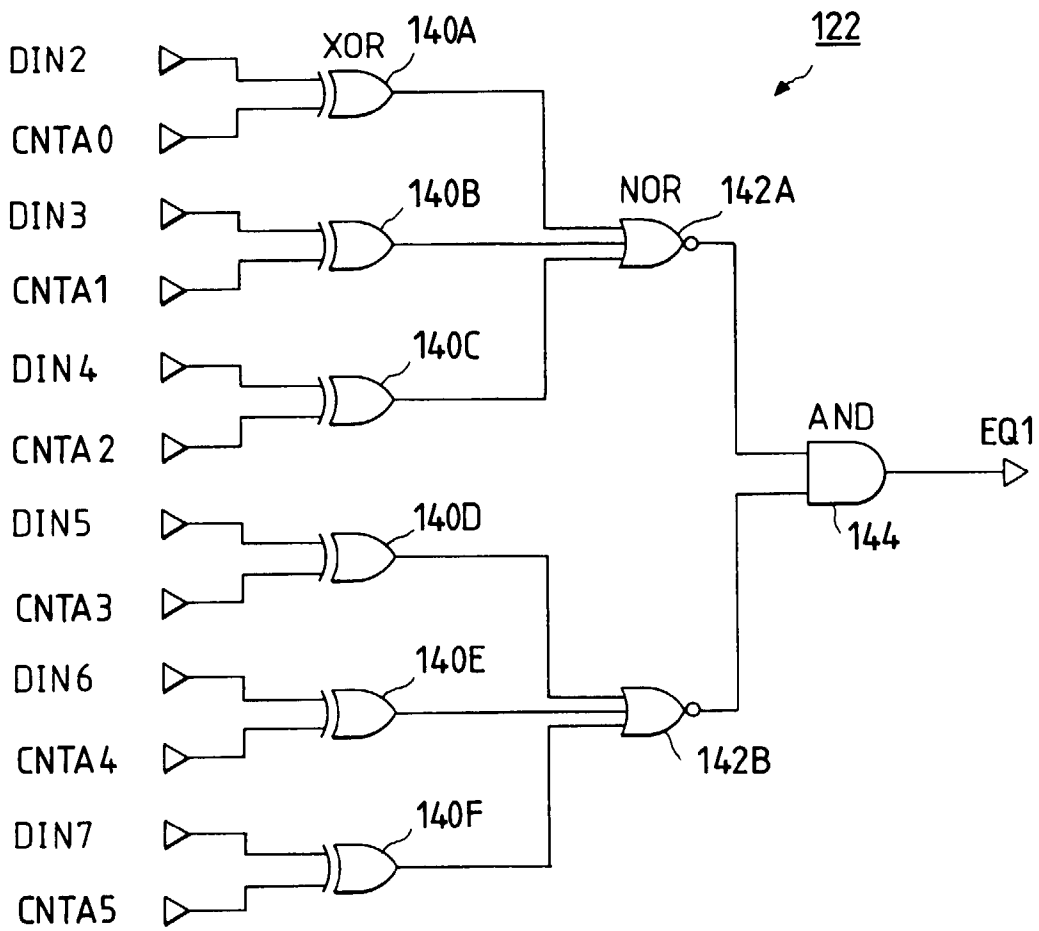 122
XOR
140A
DIN2
CNTA0
140B
DIN3
CNTA1
NOR
142A
140C
DIN4
CNTA2
AND
EQ1
144
140D
DIN5
CNTA3
140E
DIN6
CNTA4
142B
140F
DIN7
CNTA5